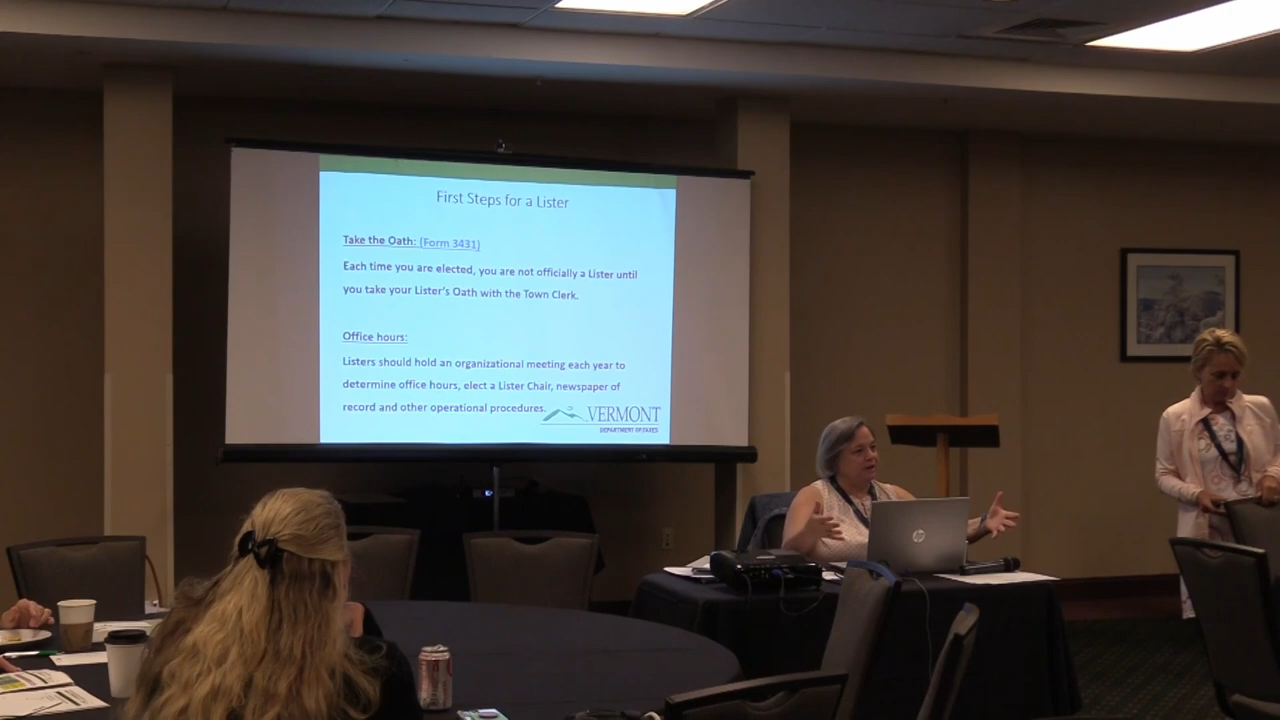 First Steps for a Lister
Take the Oath: (Form 3431)
Each time you are elected, you are not officially a Lister until
you take your Lister's Oath with the Town Clerk.
Office hours:
Listers should hold an organizational meeting each year to
determine office hours, elect a Lister Chair, newspaper of
record and other operational procedures.
VERMONT
DEPARTMENT OF TAXES
hp